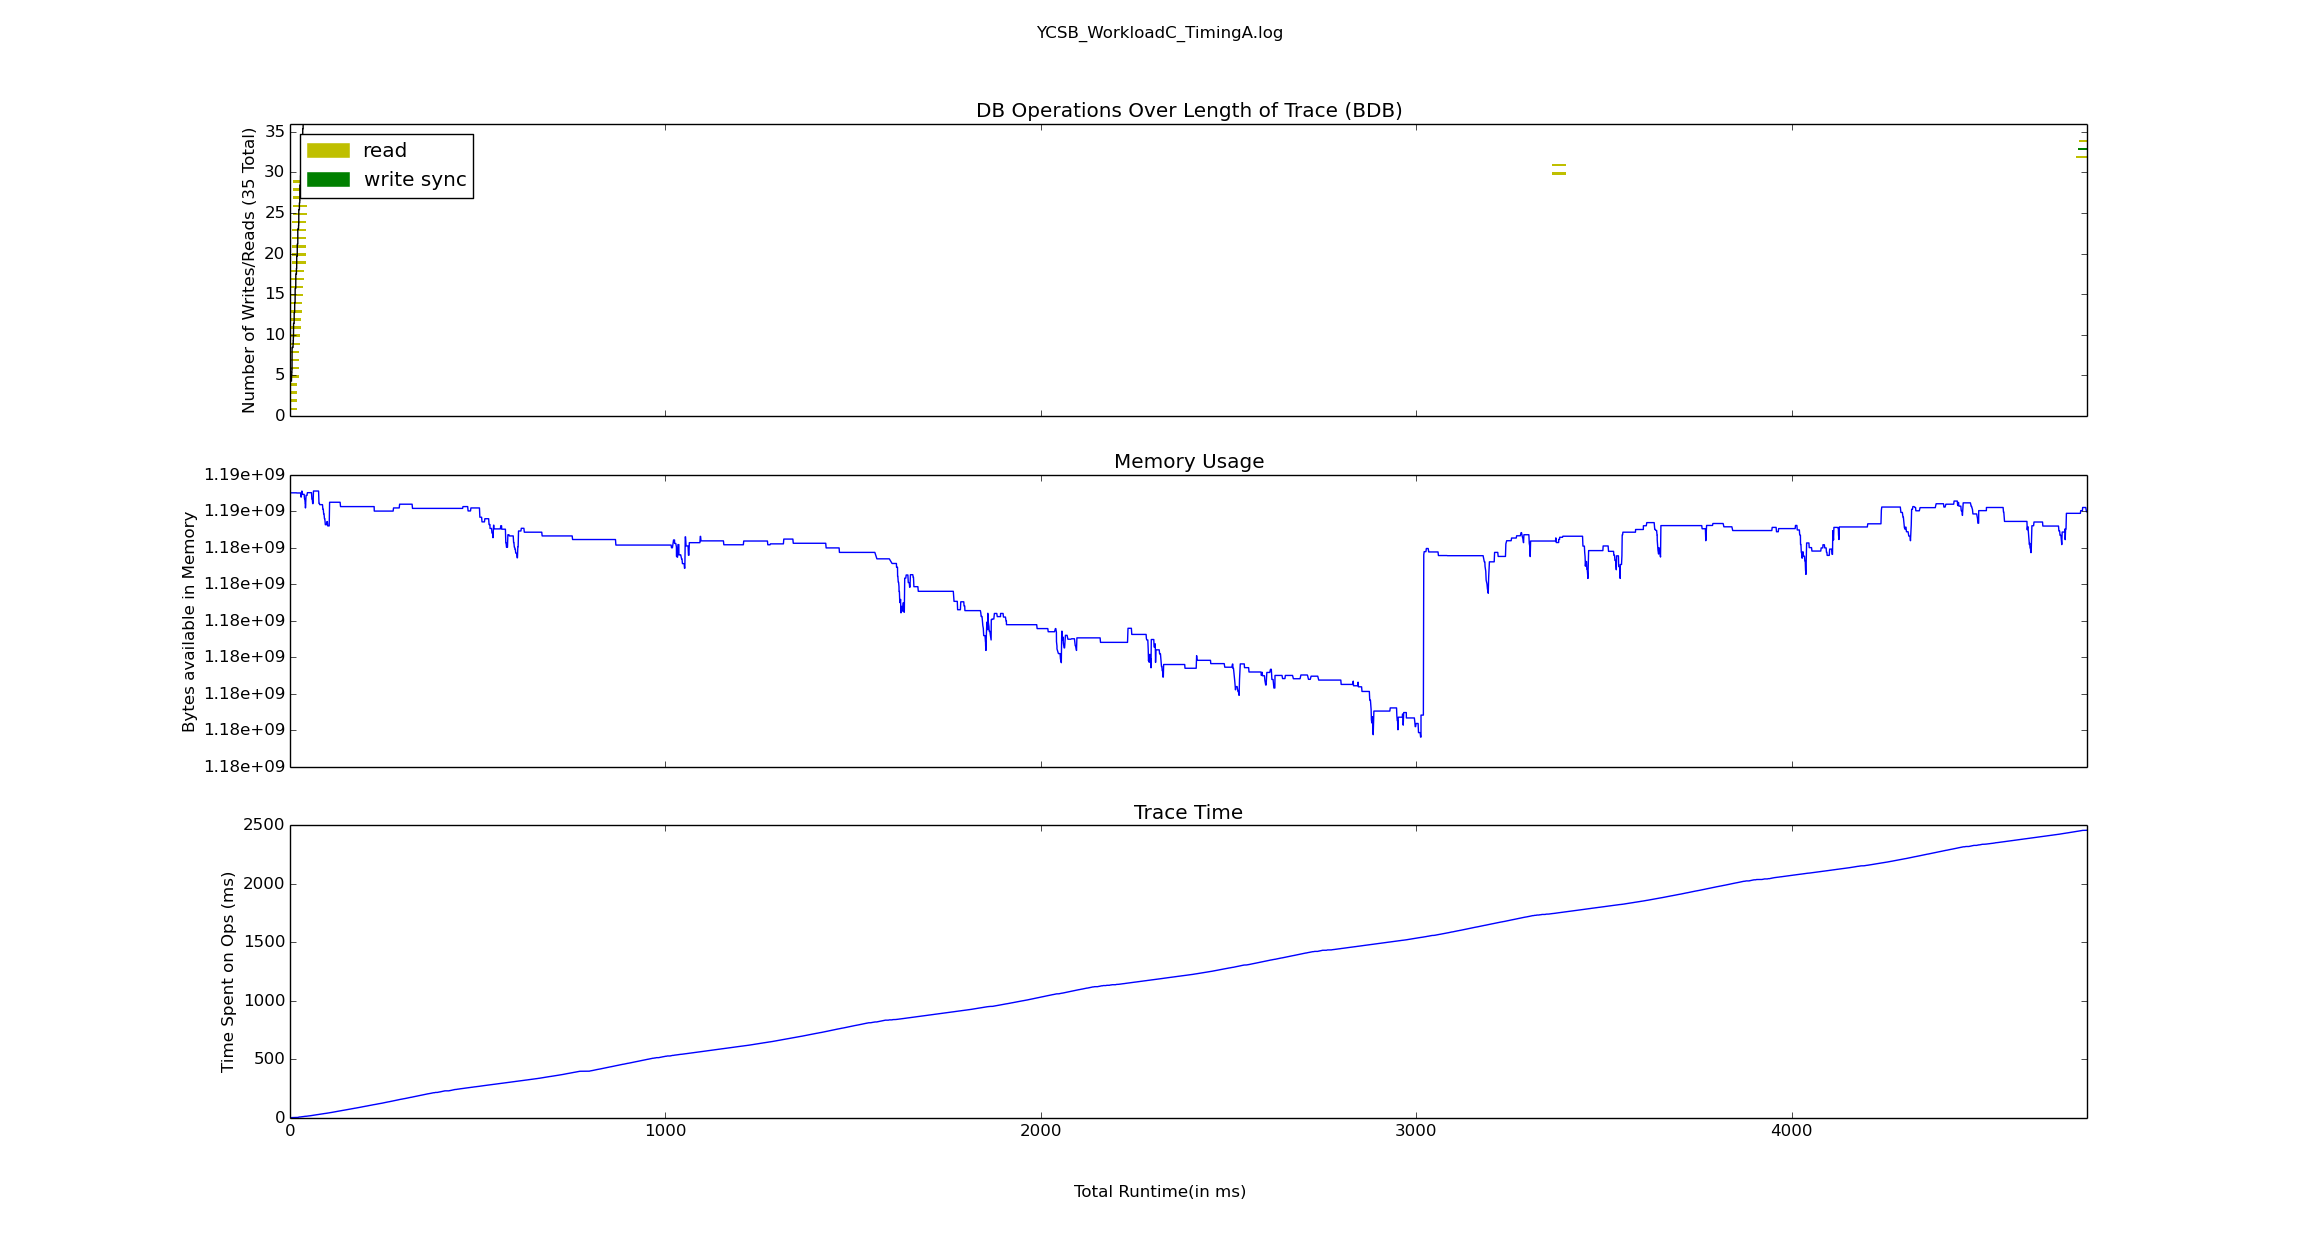 YCSB_WorkloadC_TimingA.log
DB Operations Over Length of Trace (BDB)
Number of Writes/Reads (35 Total)
35
30
25
20
15
10
5
0
read
write sync
Memory Usage
Bytes available in Memory
1.19e+09
1.19e+09
1.18e+09
1.18e+09
1.18e+09
1.18e+09
1.18e+09
1.18e+09
1.18e+09
Trace Time
Time Spent on Ops (ms)
2500
2000
1500
1000
500
0
0 1000 2000 3000 4000
Total Runtime(in ms)